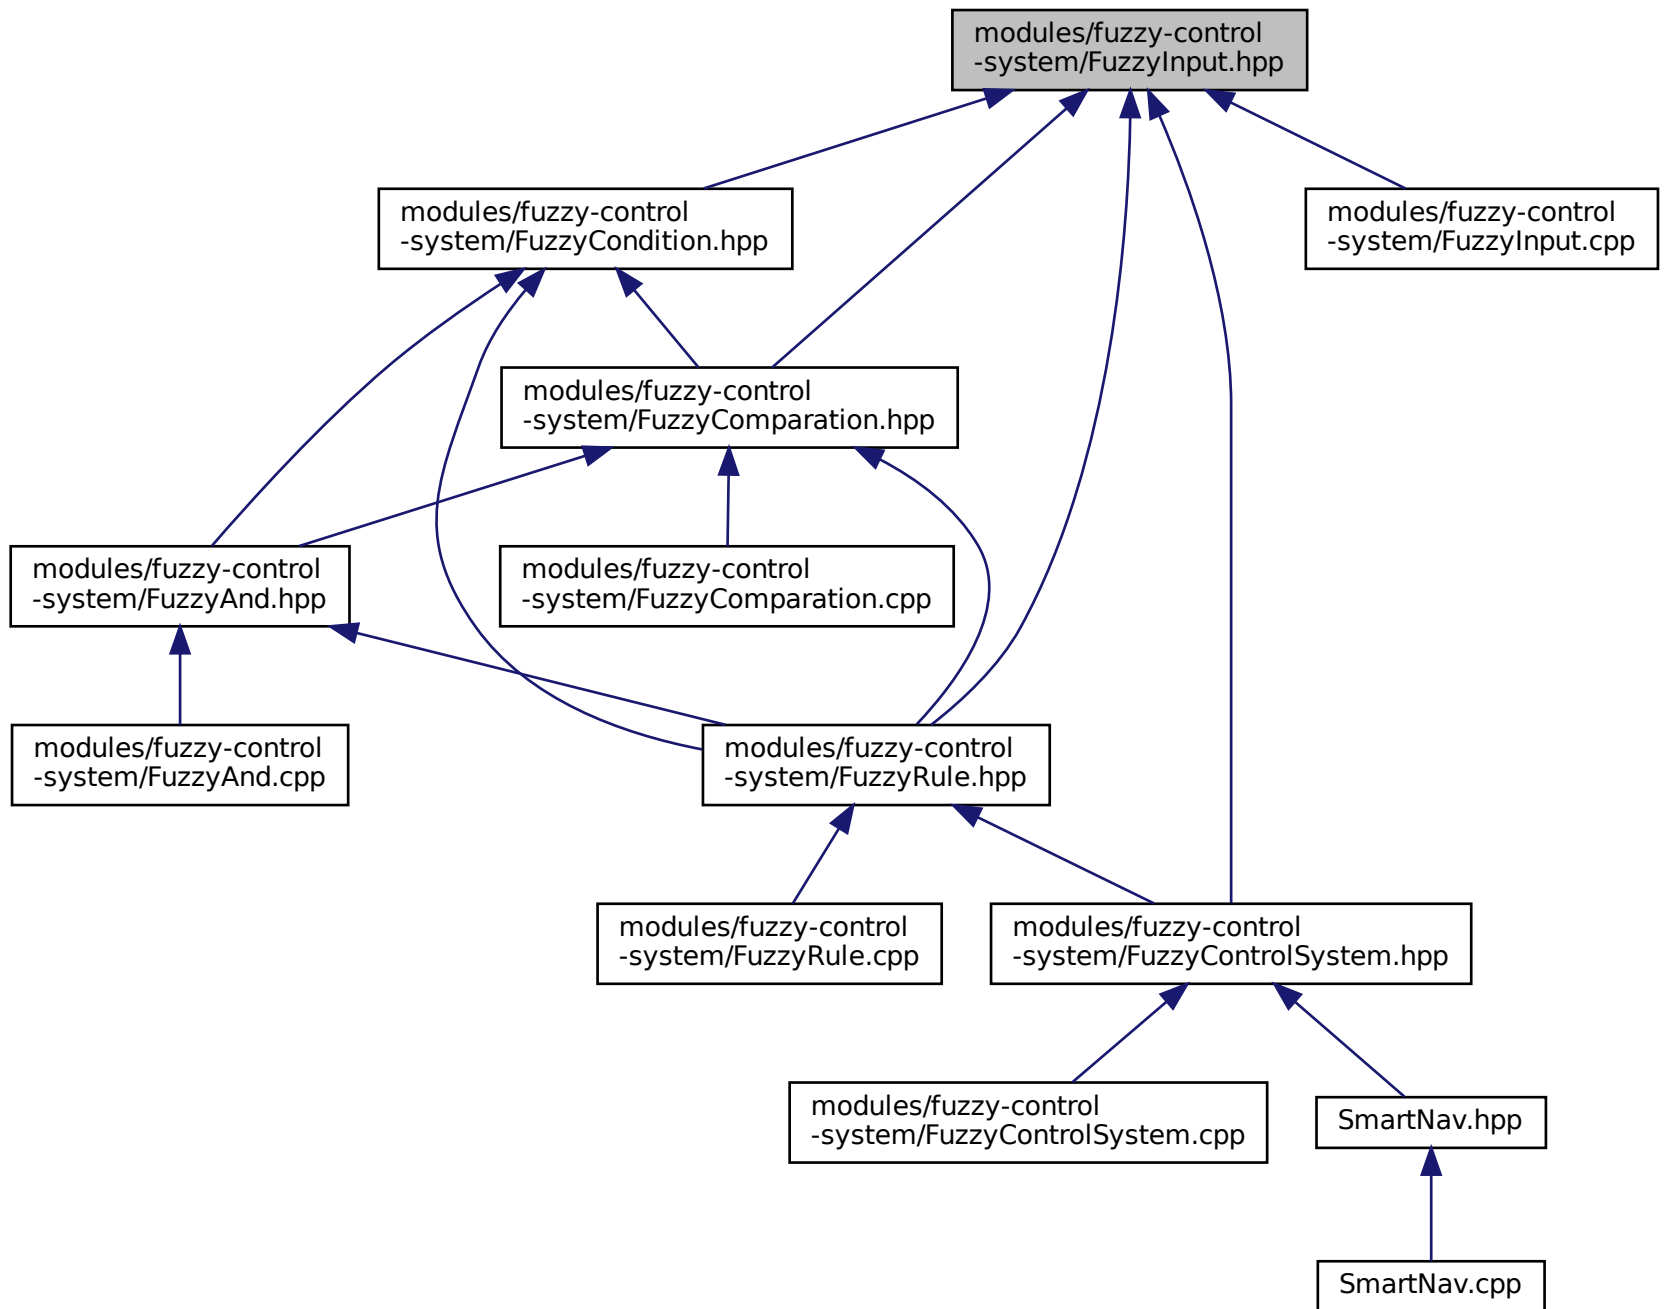 modules/fuzzy-control
-system/FuzzyInput.hpp
modules/fuzzy-control
-system/FuzzyCondition.hpp
modules/fuzzy-control
-system/FuzzyInput.cpp
modules/fuzzy-control
-system/FuzzyComparation.hpp
modules/fuzzy-control
-system/FuzzyAnd.hpp
modules/fuzzy-control
-system/FuzzyComparation.cpp
modules/fuzzy-control
-system/FuzzyAnd.cpp
modules/fuzzy-control
-system/FuzzyRule.hpp
modules/fuzzy-control
-system/FuzzyRule.cpp
modules/fuzzy-control
-system/FuzzyControlSystem.hpp
modules/fuzzy-control
-system/FuzzyControlSystem.cpp
SmartNav.hpp
SmartNav.cpp